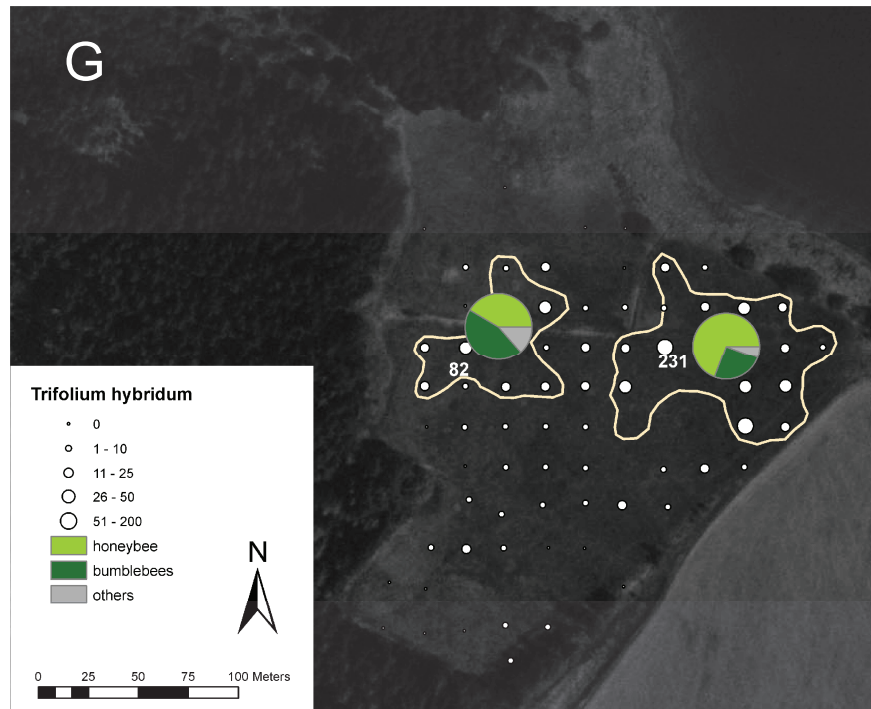 G
82
231
Trifolium hybridum
0
1 - 10
11 - 25
26 - 50
51 - 200
honeybee
bumblebees
others
N
0 25 50 75 100 Meters